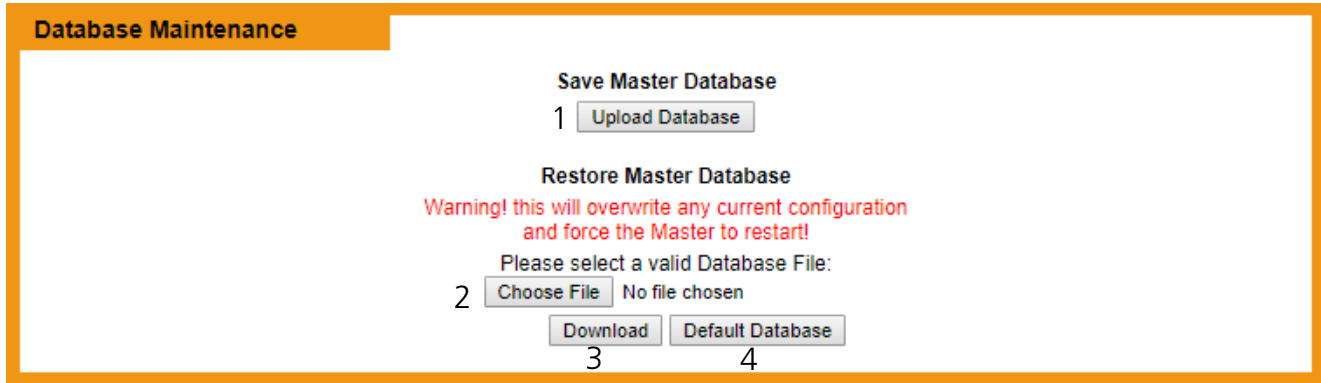 Database Maintenance
Save Master Database
1 Upload Database
Restore Master Database
Warning! this will overwrite any current configuration
and force the Master to restart!
Please select a valid Database File:
2 Choose File No file chosen
Download Default Database
3 4